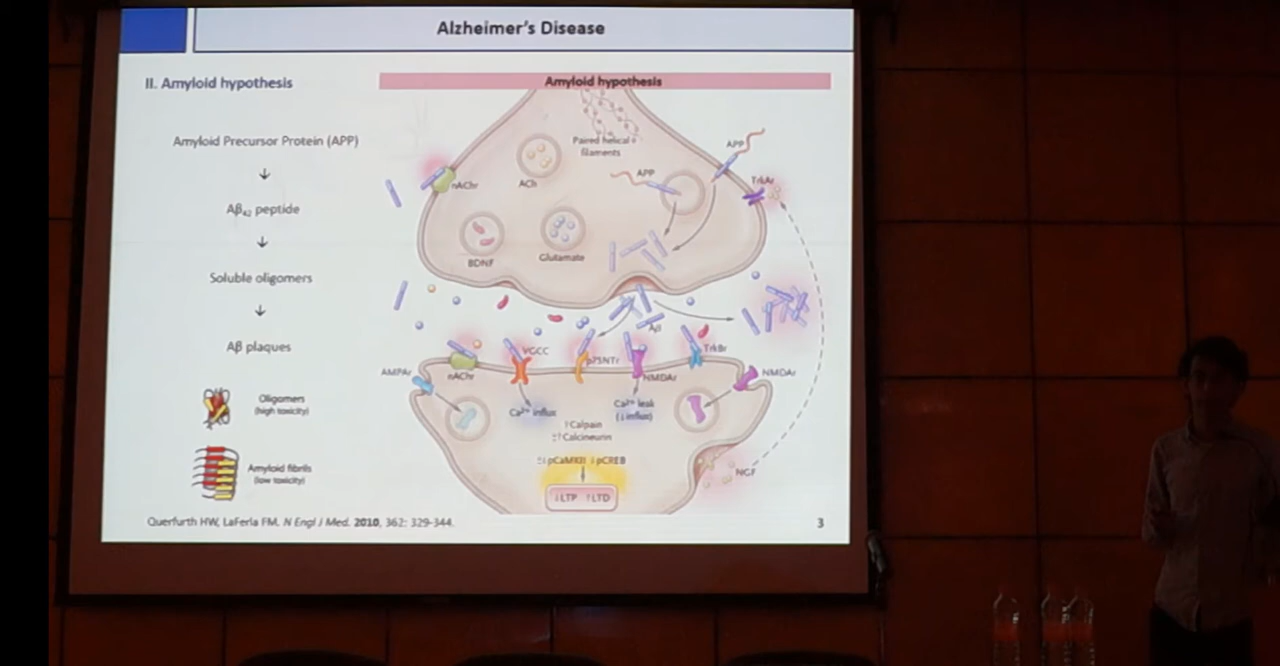 Alzheimer's Disease
II. Amyloid hypothesis
Amyloid Precursor Protein (APP)
↓
Aβ₄₂ peptide
↓
Soluble oligomers
↓
Aβ plaques
Oligomers
(high toxicity)
Amyloid fibrils
(low toxicity)
Amyloid hypothesis
Paired helical
filaments
APP
APP
TrkAr
nAChr
ACh
BDNF
Glutamate
Aβ
VGCC
p75NTr
TrkBr
AMPAr
nAChr
NMDAr
NMDAr
Ca²⁺ influx
Ca²⁺ leak
(↓influx)
↑Calpain
↑Calcineurin
pCaMKII ↓pCREB
NGF
↓LTP ↑LTD
Querfurth HW, LaFerla FM. N Engl J Med. 2010, 362: 329-344.
3